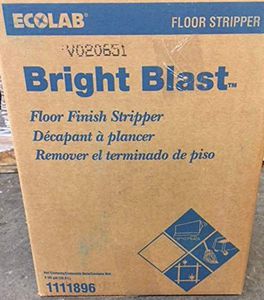 ECOLAB® FLOOR STRIPPER
V020651
Bright Blast™
Floor Finish Stripper
Décapant à plancer
Remover el terminado de piso
1111896